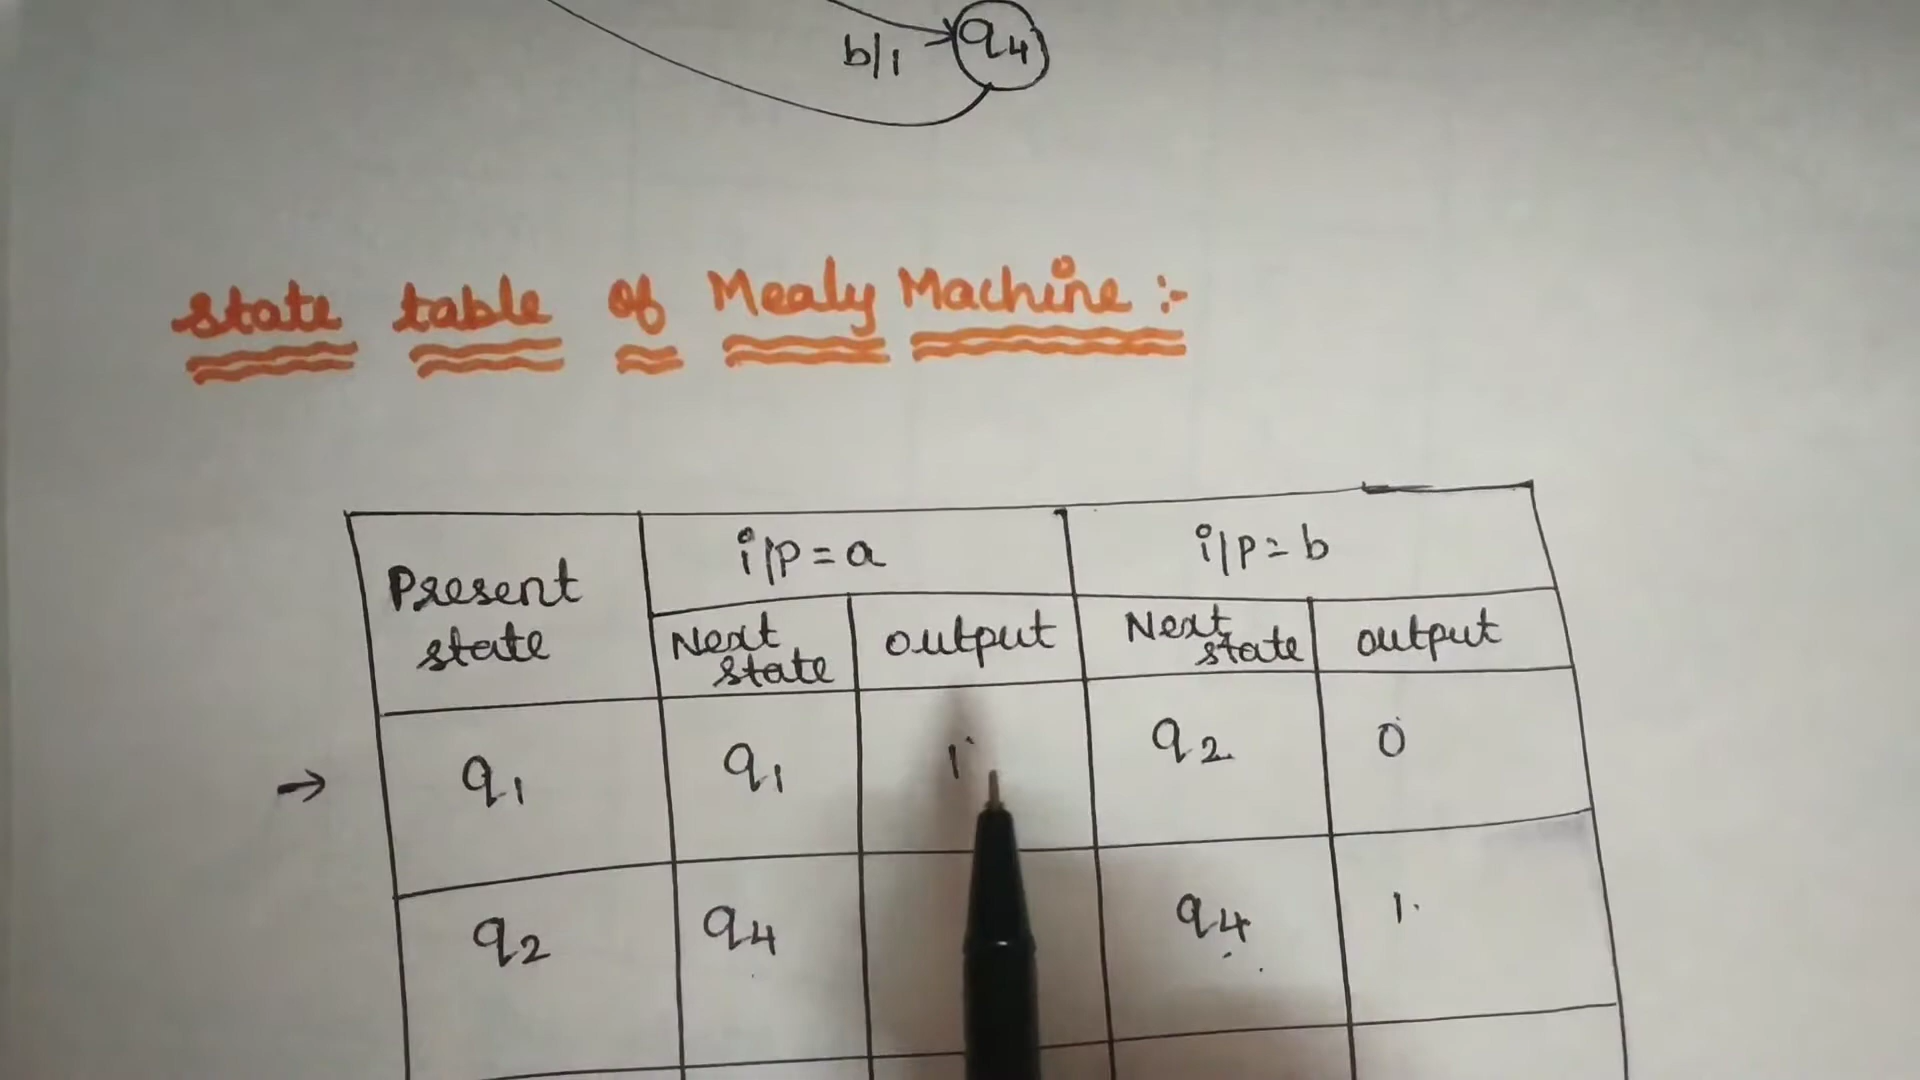 q4
b/1
state table of Mealy Machine :-
Present state
i/p = a
i/p = b
Next state
output
Next state
output
→ q1 q1 1 q2 0
q2 q4 q4 1